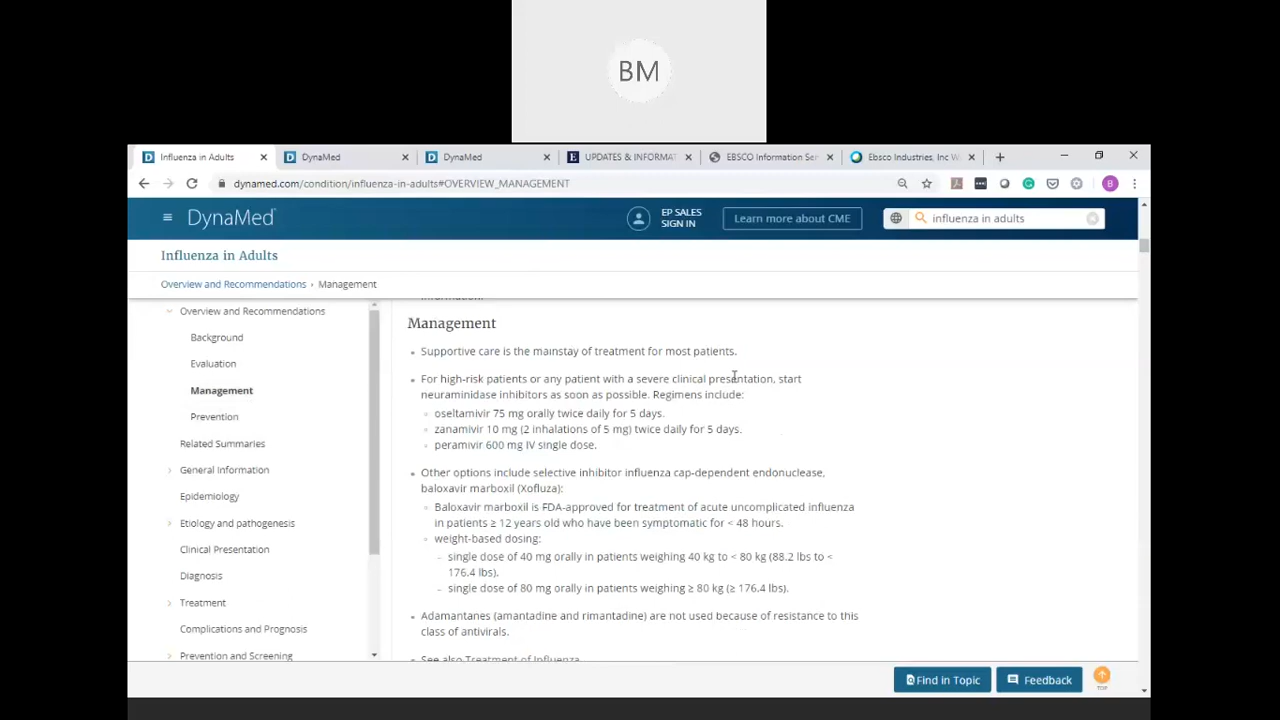 BM
Influenza in Adults
DynaMed
DynaMed
UPDATES & INFORMAT
EBSCO Information Ser
Ebsco Industries, Inc W
dynamed.com/condition/influenza-in-adults#OVERVIEW_MANAGEMENT
B
DynaMed
EP SALES
SIGN IN
Learn more about CME
influenza in adults
Influenza in Adults
Overview and Recommendations › Management
Overview and Recommendations
Background
Evaluation
Management
Prevention
Related Summaries
General Information
Epidemiology
Etiology and pathogenesis
Clinical Presentation
Diagnosis
Treatment
Complications and Prognosis
Prevention and Screening
information.
Management
Supportive care is the mainstay of treatment for most patients.
For high-risk patients or any patient with a severe clinical presentation, start
neuraminidase inhibitors as soon as possible. Regimens include:
oseltamivir 75 mg orally twice daily for 5 days.
zanamivir 10 mg (2 inhalations of 5 mg) twice daily for 5 days.
peramivir 600 mg IV single dose.
Other options include selective inhibitor influenza cap-dependent endonuclease,
baloxavir marboxil (Xofluza):
Baloxavir marboxil is FDA-approved for treatment of acute uncomplicated influenza
in patients ≥ 12 years old who have been symptomatic for < 48 hours.
weight-based dosing:
single dose of 40 mg orally in patients weighing 40 kg to < 80 kg (88.2 lbs to <
176.4 lbs).
single dose of 80 mg orally in patients weighing ≥ 80 kg (≥ 176.4 lbs).
Adamantanes (amantadine and rimantadine) are not used because of resistance to this
class of antivirals.
See also Treatment of Influenza
Find in Topic
Feedback
TOP